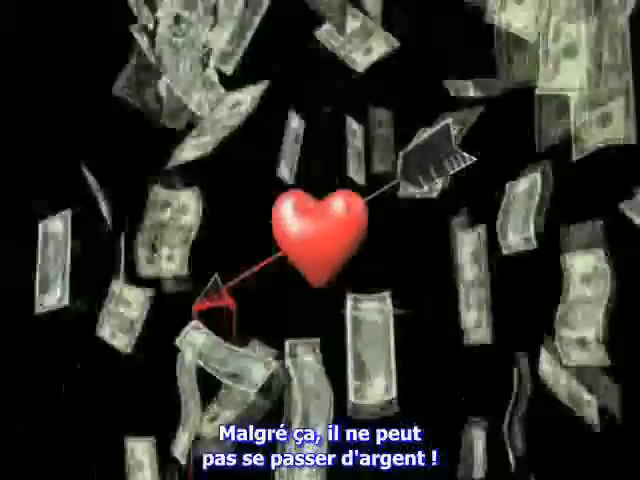 Malgré ça, il ne peut
pas se passer d'argent !